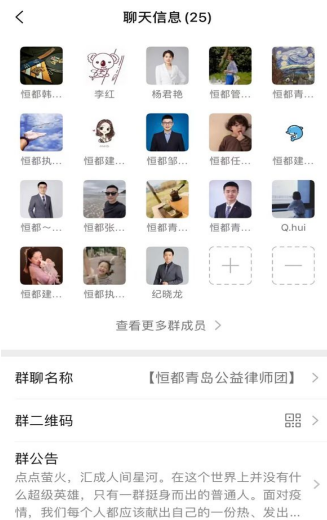 聊天信息(25)
恒都韩... 李红 杨君艳 恒都管... 恒都青...
恒都执... 恒都建... 恒都邹... 恒都任... 恒都建...
恒都~... 恒都张... 恒都青... 恒都青... Q.hui
恒都建... 恒都执... 纪晓龙
查看更多群成员
群聊名称 【恒都青岛公益律师团】
群二维码
群公告
点点萤火，汇成人间星河。在这个世界上并没有什
么超级英雄，只有一群挺身而出的普通人。面对疫
情，我们每个人都应该献出自己的一份热、发出...